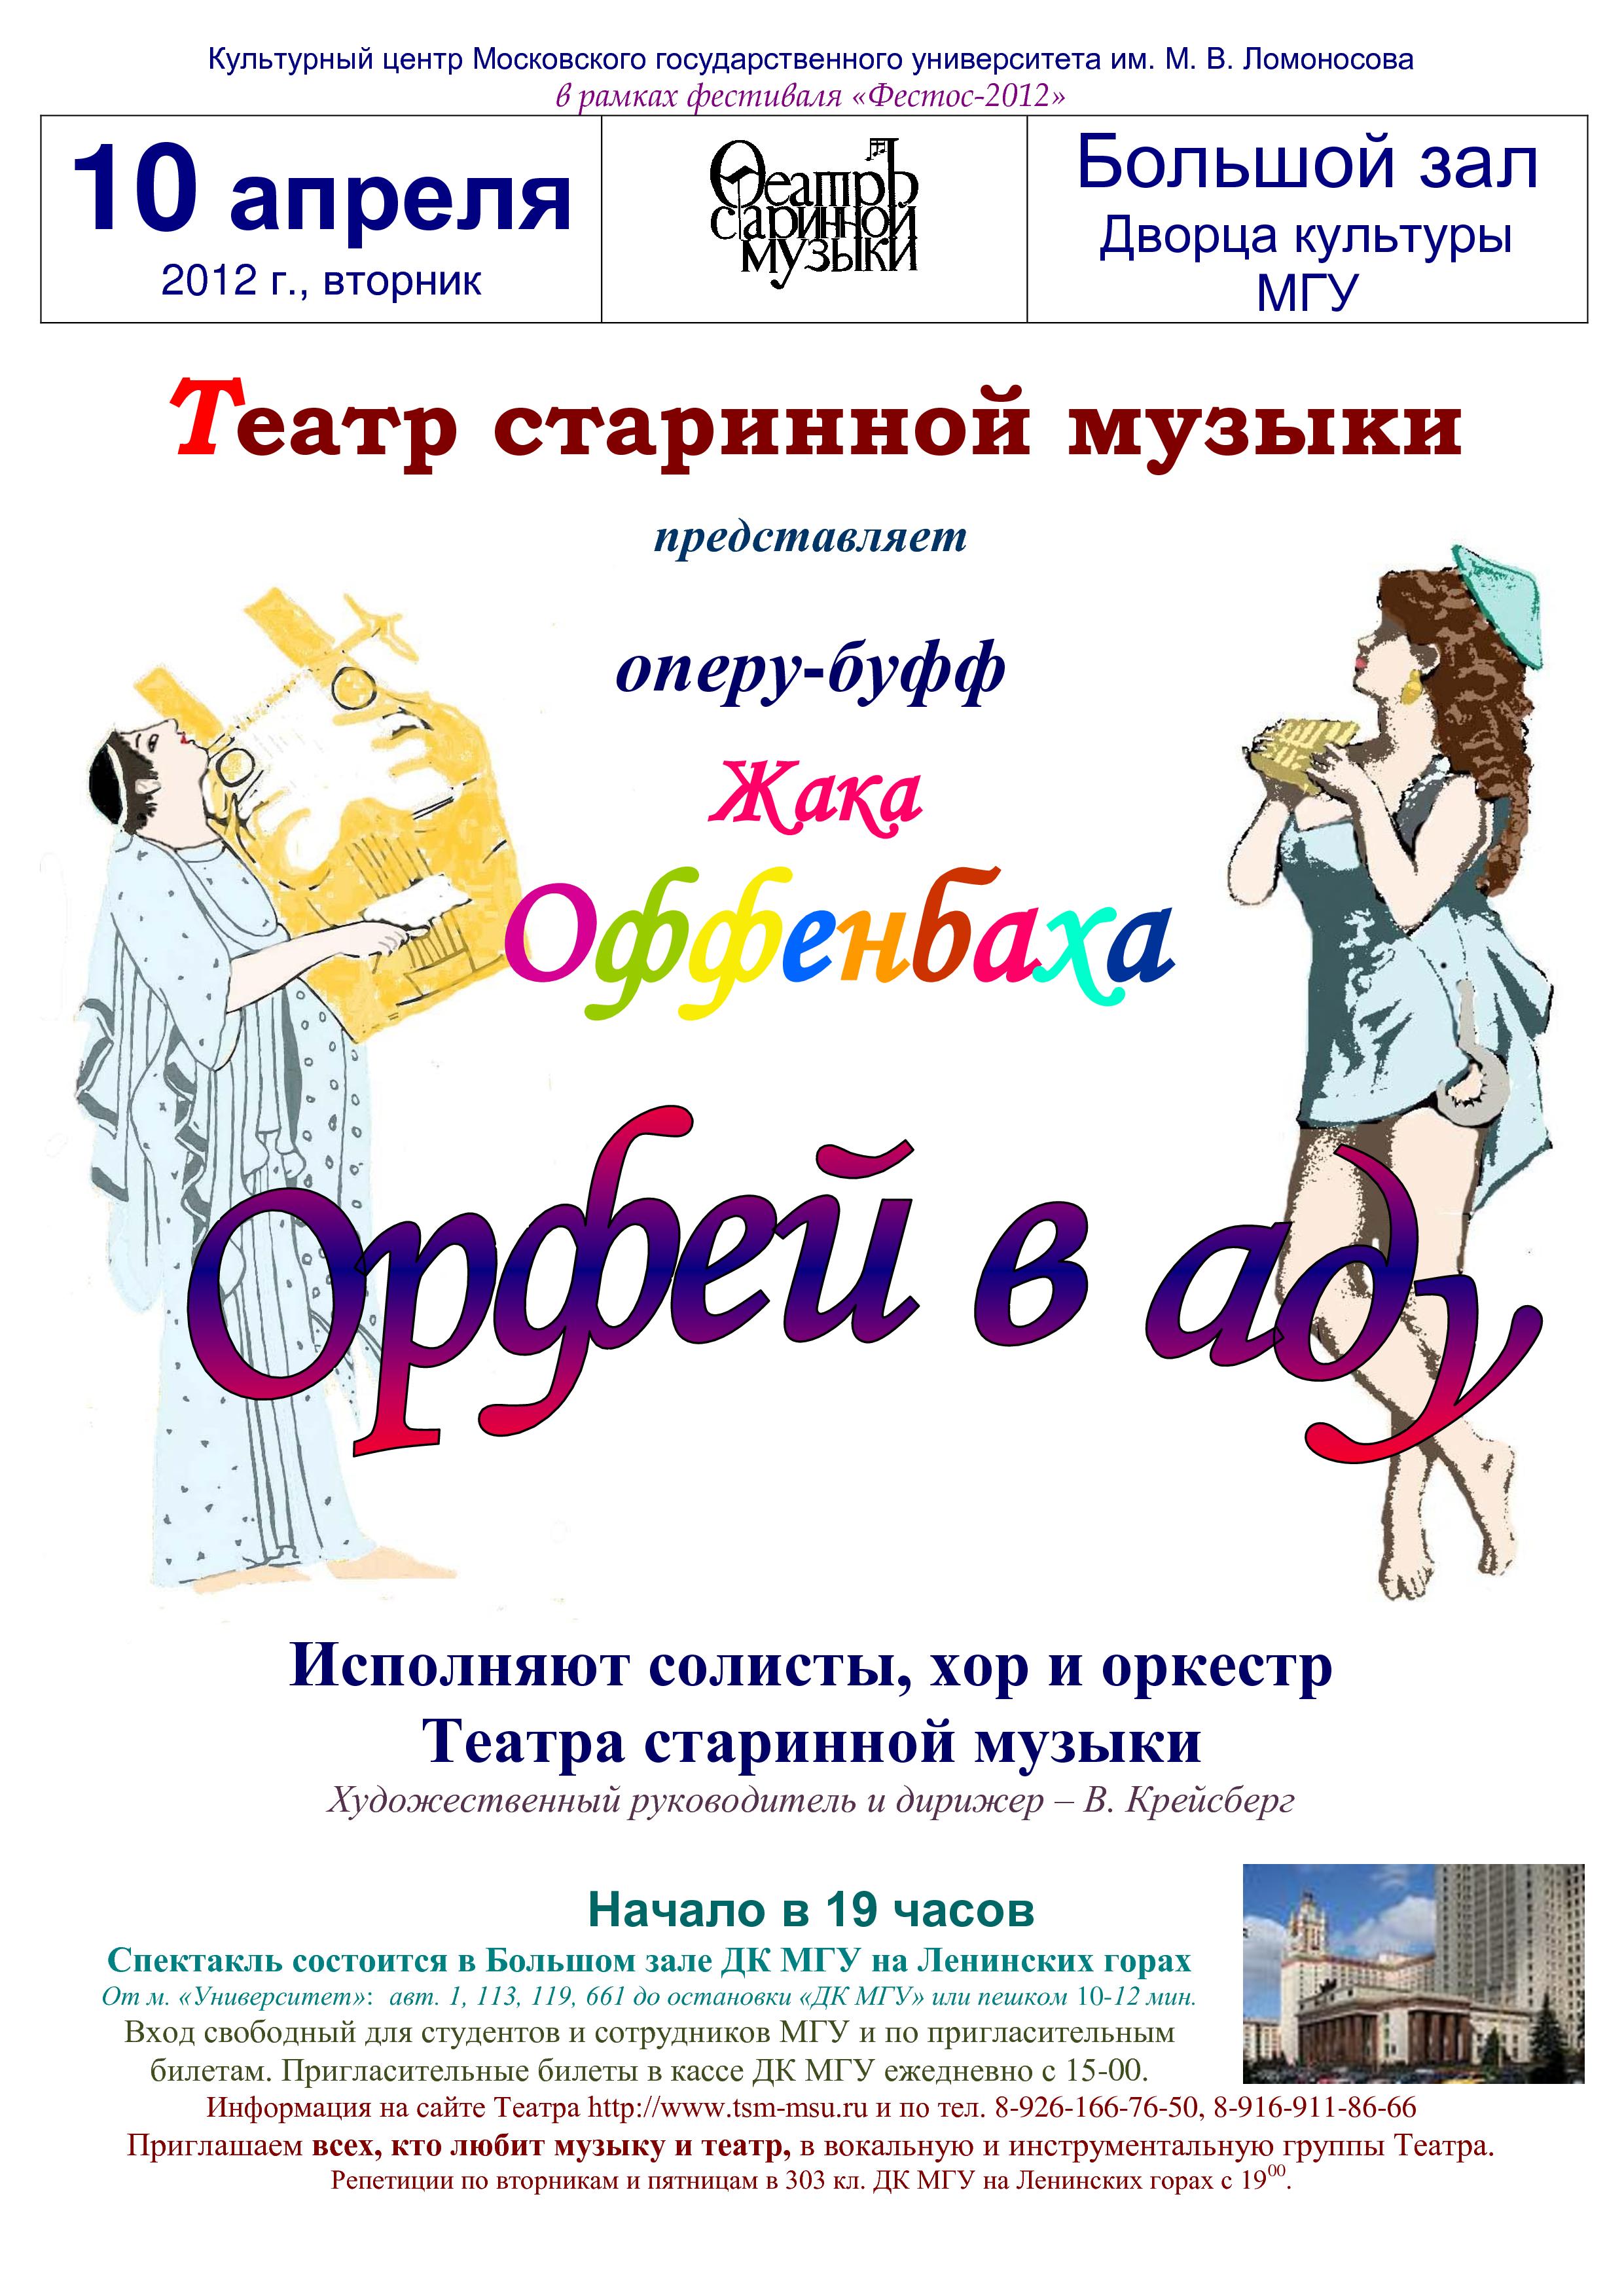 Культурный центр Московского государственного университета им. М. В. Ломоносова
в рамках фестиваля «Фестос-2012»
10 апреля
2012 г., вторник
Ѳеатръ
старинной
музыки
Большой зал
Дворца культуры
МГУ
Театр старинной музыки
представляет
оперу-буфф
Жака
Оффенбаха
Орфей в аду
Исполняют солисты, хор и оркестр
Театра старинной музыки
Художественный руководитель и дирижер – В. Крейсберг
Начало в 19 часов
Спектакль состоится в Большом зале ДК МГУ на Ленинских горах
От м. «Университет»: авт. 1, 113, 119, 661 до остановки «ДК МГУ» или пешком 10-12 мин.
Вход свободный для студентов и сотрудников МГУ и по пригласительным
билетам. Пригласительные билеты в кассе ДК МГУ ежедневно с 15-00.
Информация на сайте Театра http://www.tsm-msu.ru и по тел. 8-926-166-76-50, 8-916-911-86-66
Приглашаем всех, кто любит музыку и театр, в вокальную и инструментальную группы Театра.
Репетиции по вторникам и пятницам в 303 кл. ДК МГУ на Ленинских горах с 19⁰⁰.